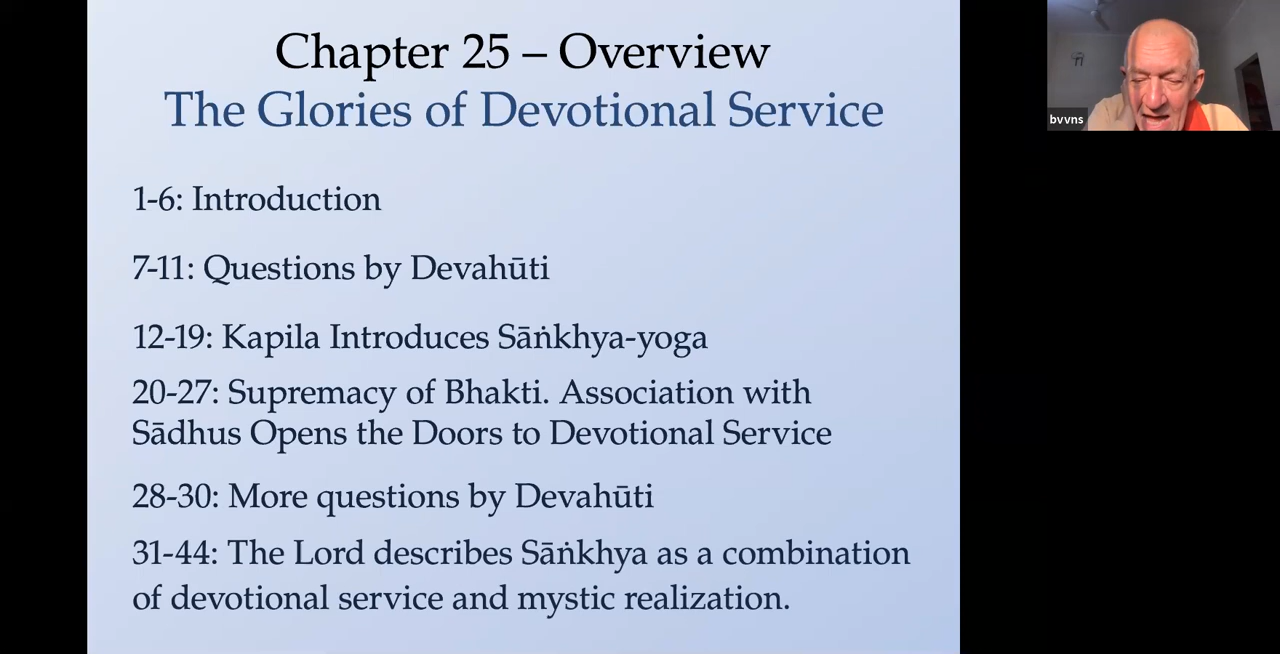 Chapter 25 – Overview
The Glories of Devotional Service
1-6: Introduction
7-11: Questions by Devahūti
12-19: Kapila Introduces Sāṅkhya-yoga
20-27: Supremacy of Bhakti. Association with
Sādhus Opens the Doors to Devotional Service
28-30: More questions by Devahūti
31-44: The Lord describes Sāṅkhya as a combination
of devotional service and mystic realization.
bvvns